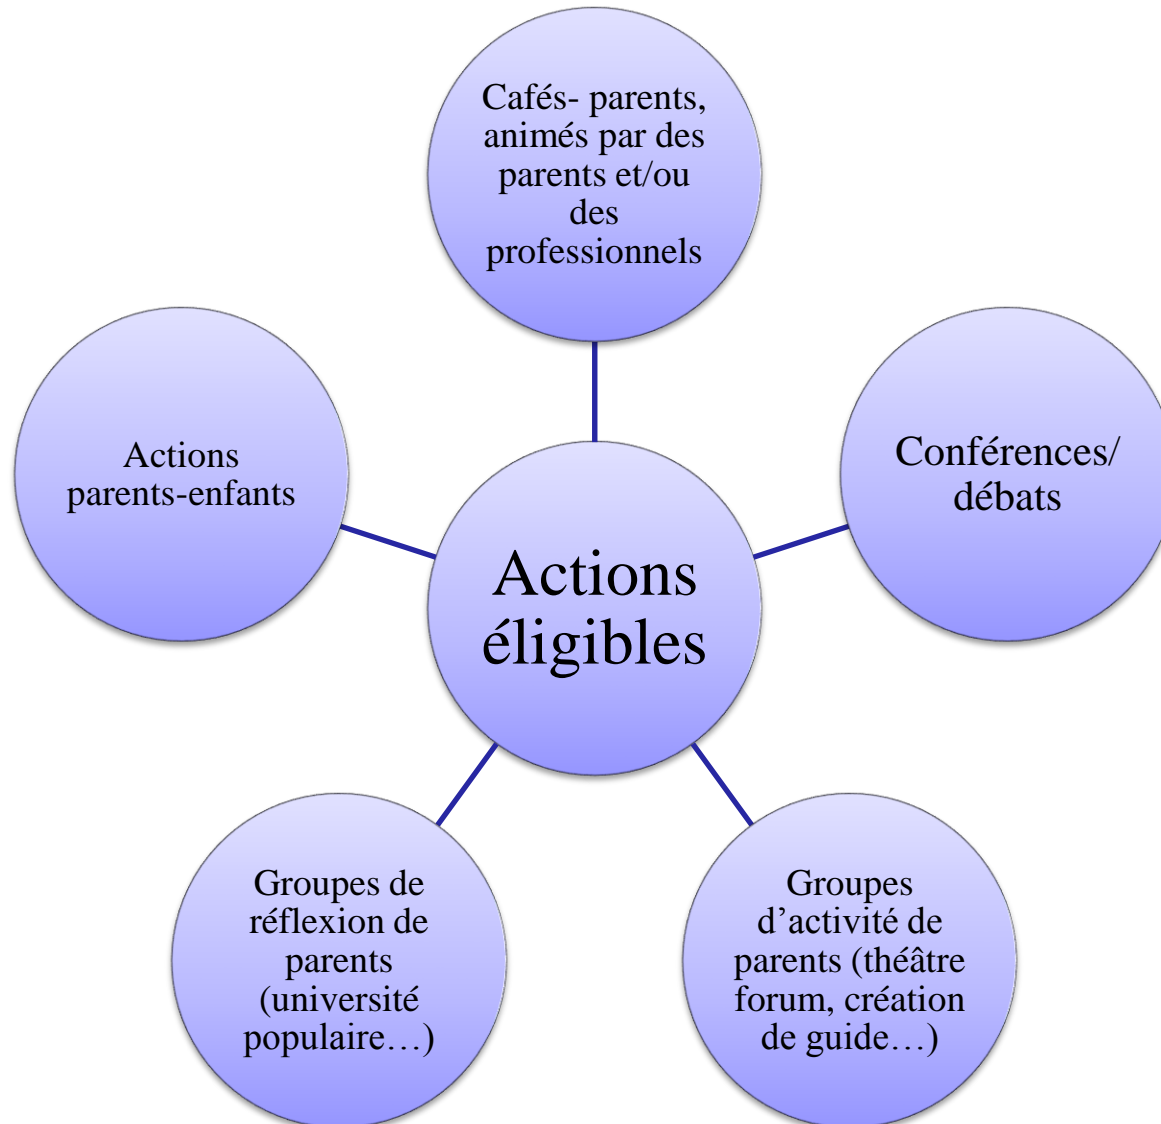 Cafés- parents,
animés par des
parents et/ou
des
professionnels
Actions
parents-enfants
Conférences/
débats
Actions
éligibles
Groupes de
réflexion de
parents
(université
populaire…)
Groupes
d’activité de
parents (théâtre
forum, création
de guide…)